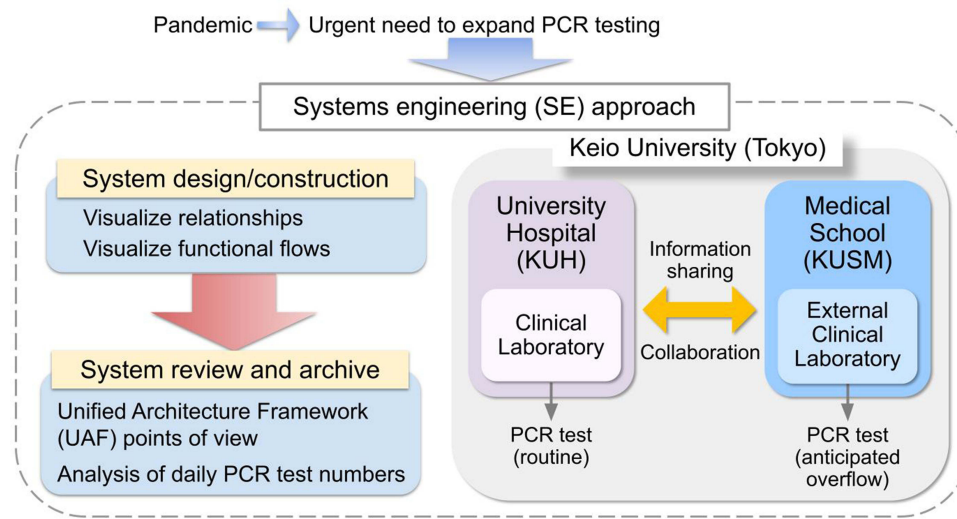 Pandemic
Urgent need to expand PCR testing
Systems engineering (SE) approach
System design/construction
Visualize relationships
Visualize functional flows
System review and archive
Unified Architecture Framework
(UAF) points of view
Analysis of daily PCR test numbers
Keio University (Tokyo)
University
Hospital
(KUH)
Clinical
Laboratory
PCR test
(routine)
Information
sharing
Collaboration
Medical
School
(KUSM)
External
Clinical
Laboratory
PCR test
(anticipated
overflow)